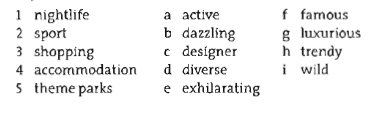 1 nightlife a active f famous
2 sport b dazzling g luxurious
3 shopping c designer h trendy
4 accommodation d diverse i wild
5 theme parks e exhilarating